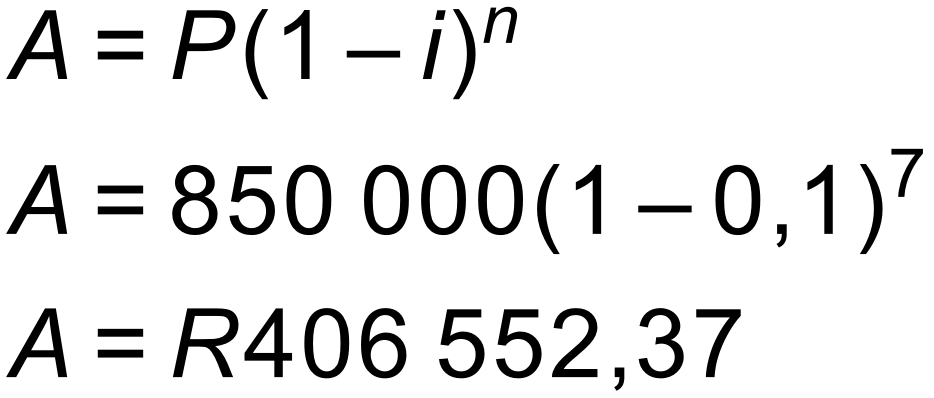 A = P(1 – i)ⁿ
A = 850 000(1 – 0,1)⁷
A = R406 552,37